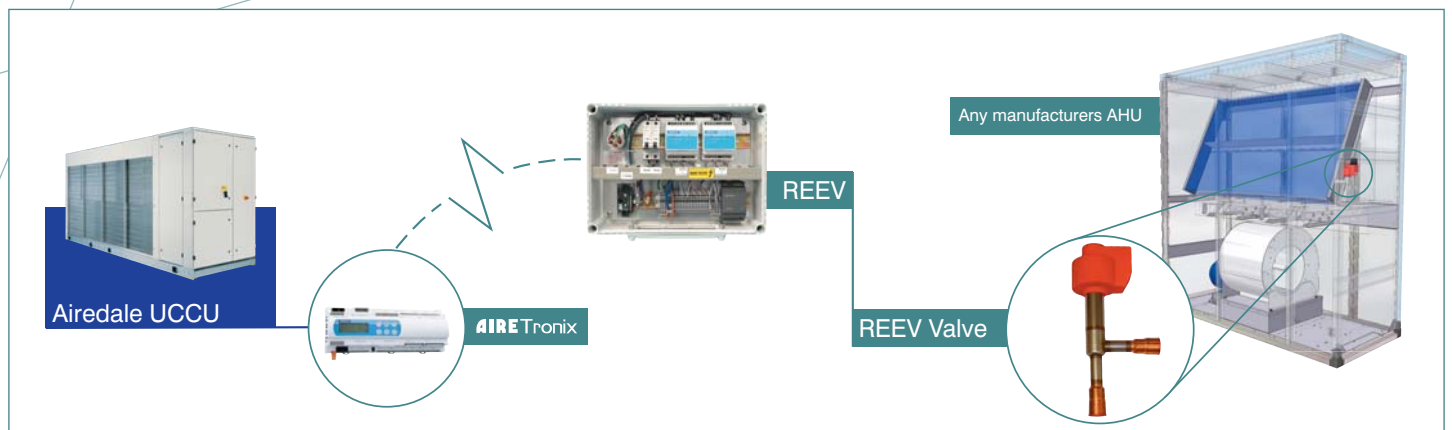 Airedale UCCU
AIRETronix
REEV
REEV Valve
Any manufacturers AHU